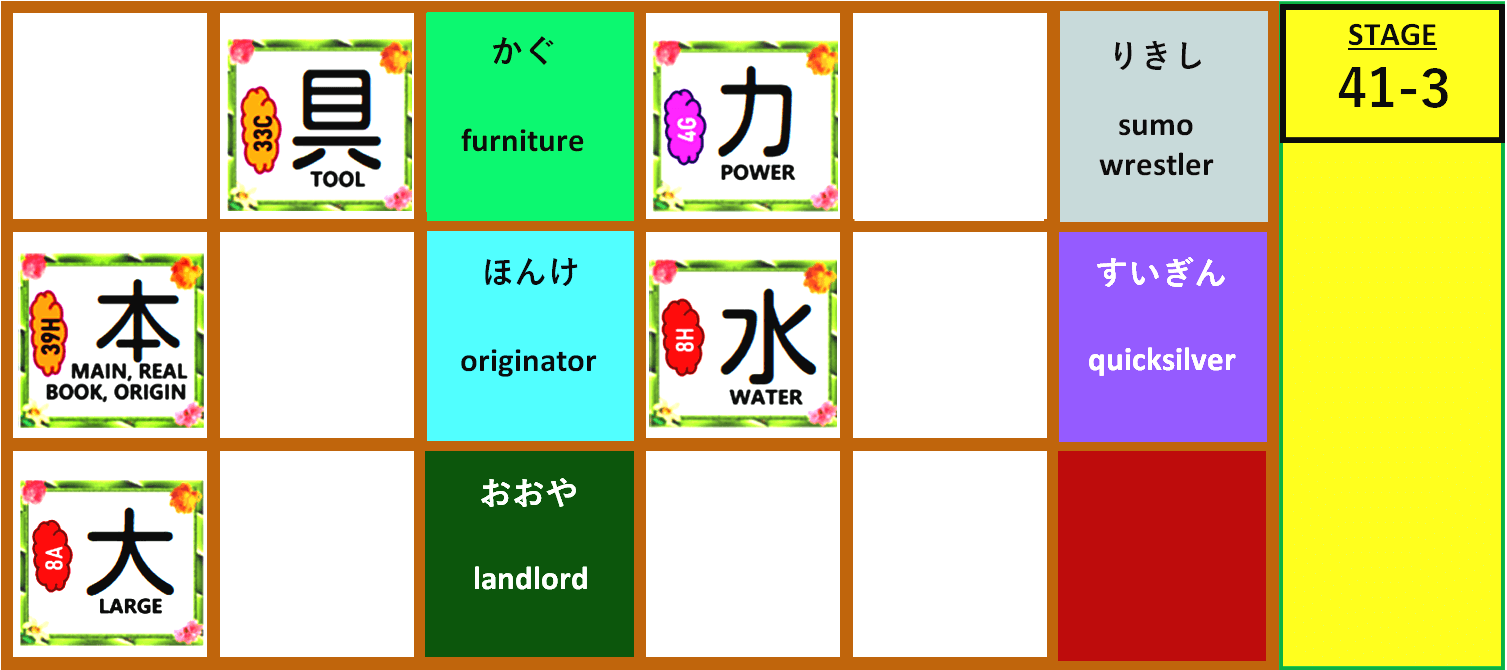 33C
具
TOOL
かぐ
furniture
4G
力
POWER
りきし
sumo
wrestler
STAGE
41-3
39H
本
MAIN, REAL
BOOK, ORIGIN
ほんけ
originator
8H
水
WATER
すいぎん
quicksilver
8A
大
LARGE
おおや
landlord